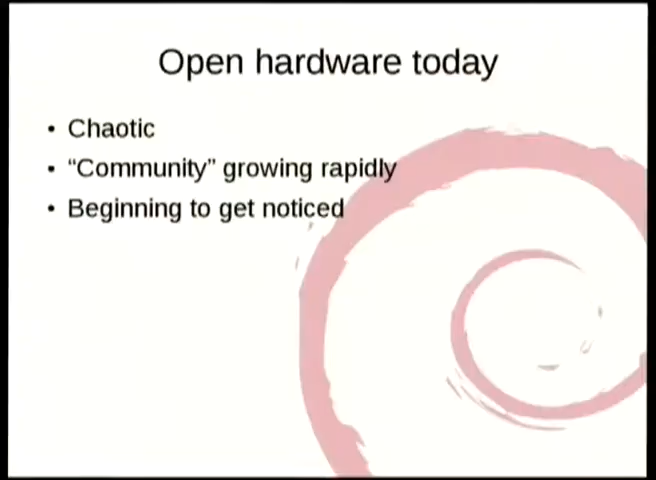 Open hardware today
• Chaotic
• “Community” growing rapidly
• Beginning to get noticed